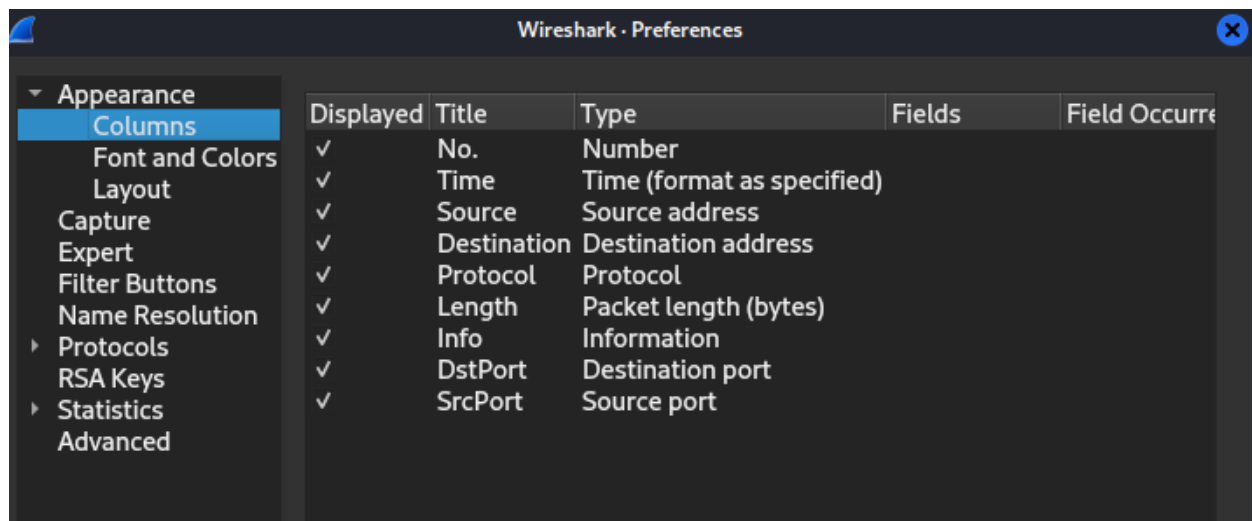 Wireshark · Preferences
Appearance
Columns
Font and Colors
Layout
Capture
Expert
Filter Buttons
Name Resolution
Protocols
RSA Keys
Statistics
Advanced
Displayed Title Type Fields Field Occurre
No. Number
Time Time (format as specified)
Source Source address
Destination Destination address
Protocol Protocol
Length Packet length (bytes)
Info Information
DstPort Destination port
SrcPort Source port